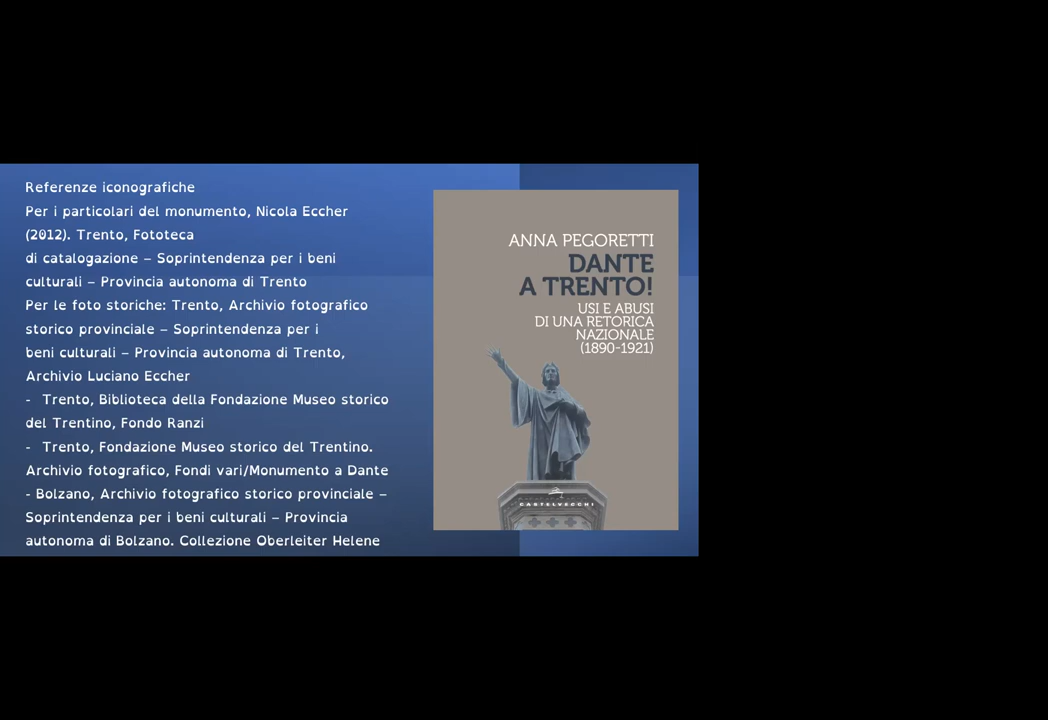 Referenze iconografiche
Per i particolari del monumento, Nicola Eccher
(2012). Trento, Fototeca
di catalogazione – Soprintendenza per i beni
culturali – Provincia autonoma di Trento
Per le foto storiche: Trento, Archivio fotografico
storico provinciale – Soprintendenza per i
beni culturali – Provincia autonoma di Trento,
Archivio Luciano Eccher
- Trento, Biblioteca della Fondazione Museo storico
del Trentino, Fondo Ranzi
- Trento, Fondazione Museo storico del Trentino.
Archivio fotografico, Fondi vari/Monumento a Dante
- Bolzano, Archivio fotografico storico provinciale –
Soprintendenza per i beni culturali – Provincia
autonoma di Bolzano. Collezione Oberleiter Helene
ANNA PEGORETTI
DANTE
A TRENTO!
USI E ABUSI
DI UNA RETORICA
NAZIONALE
(1890-1921)
CASTELVECCHI